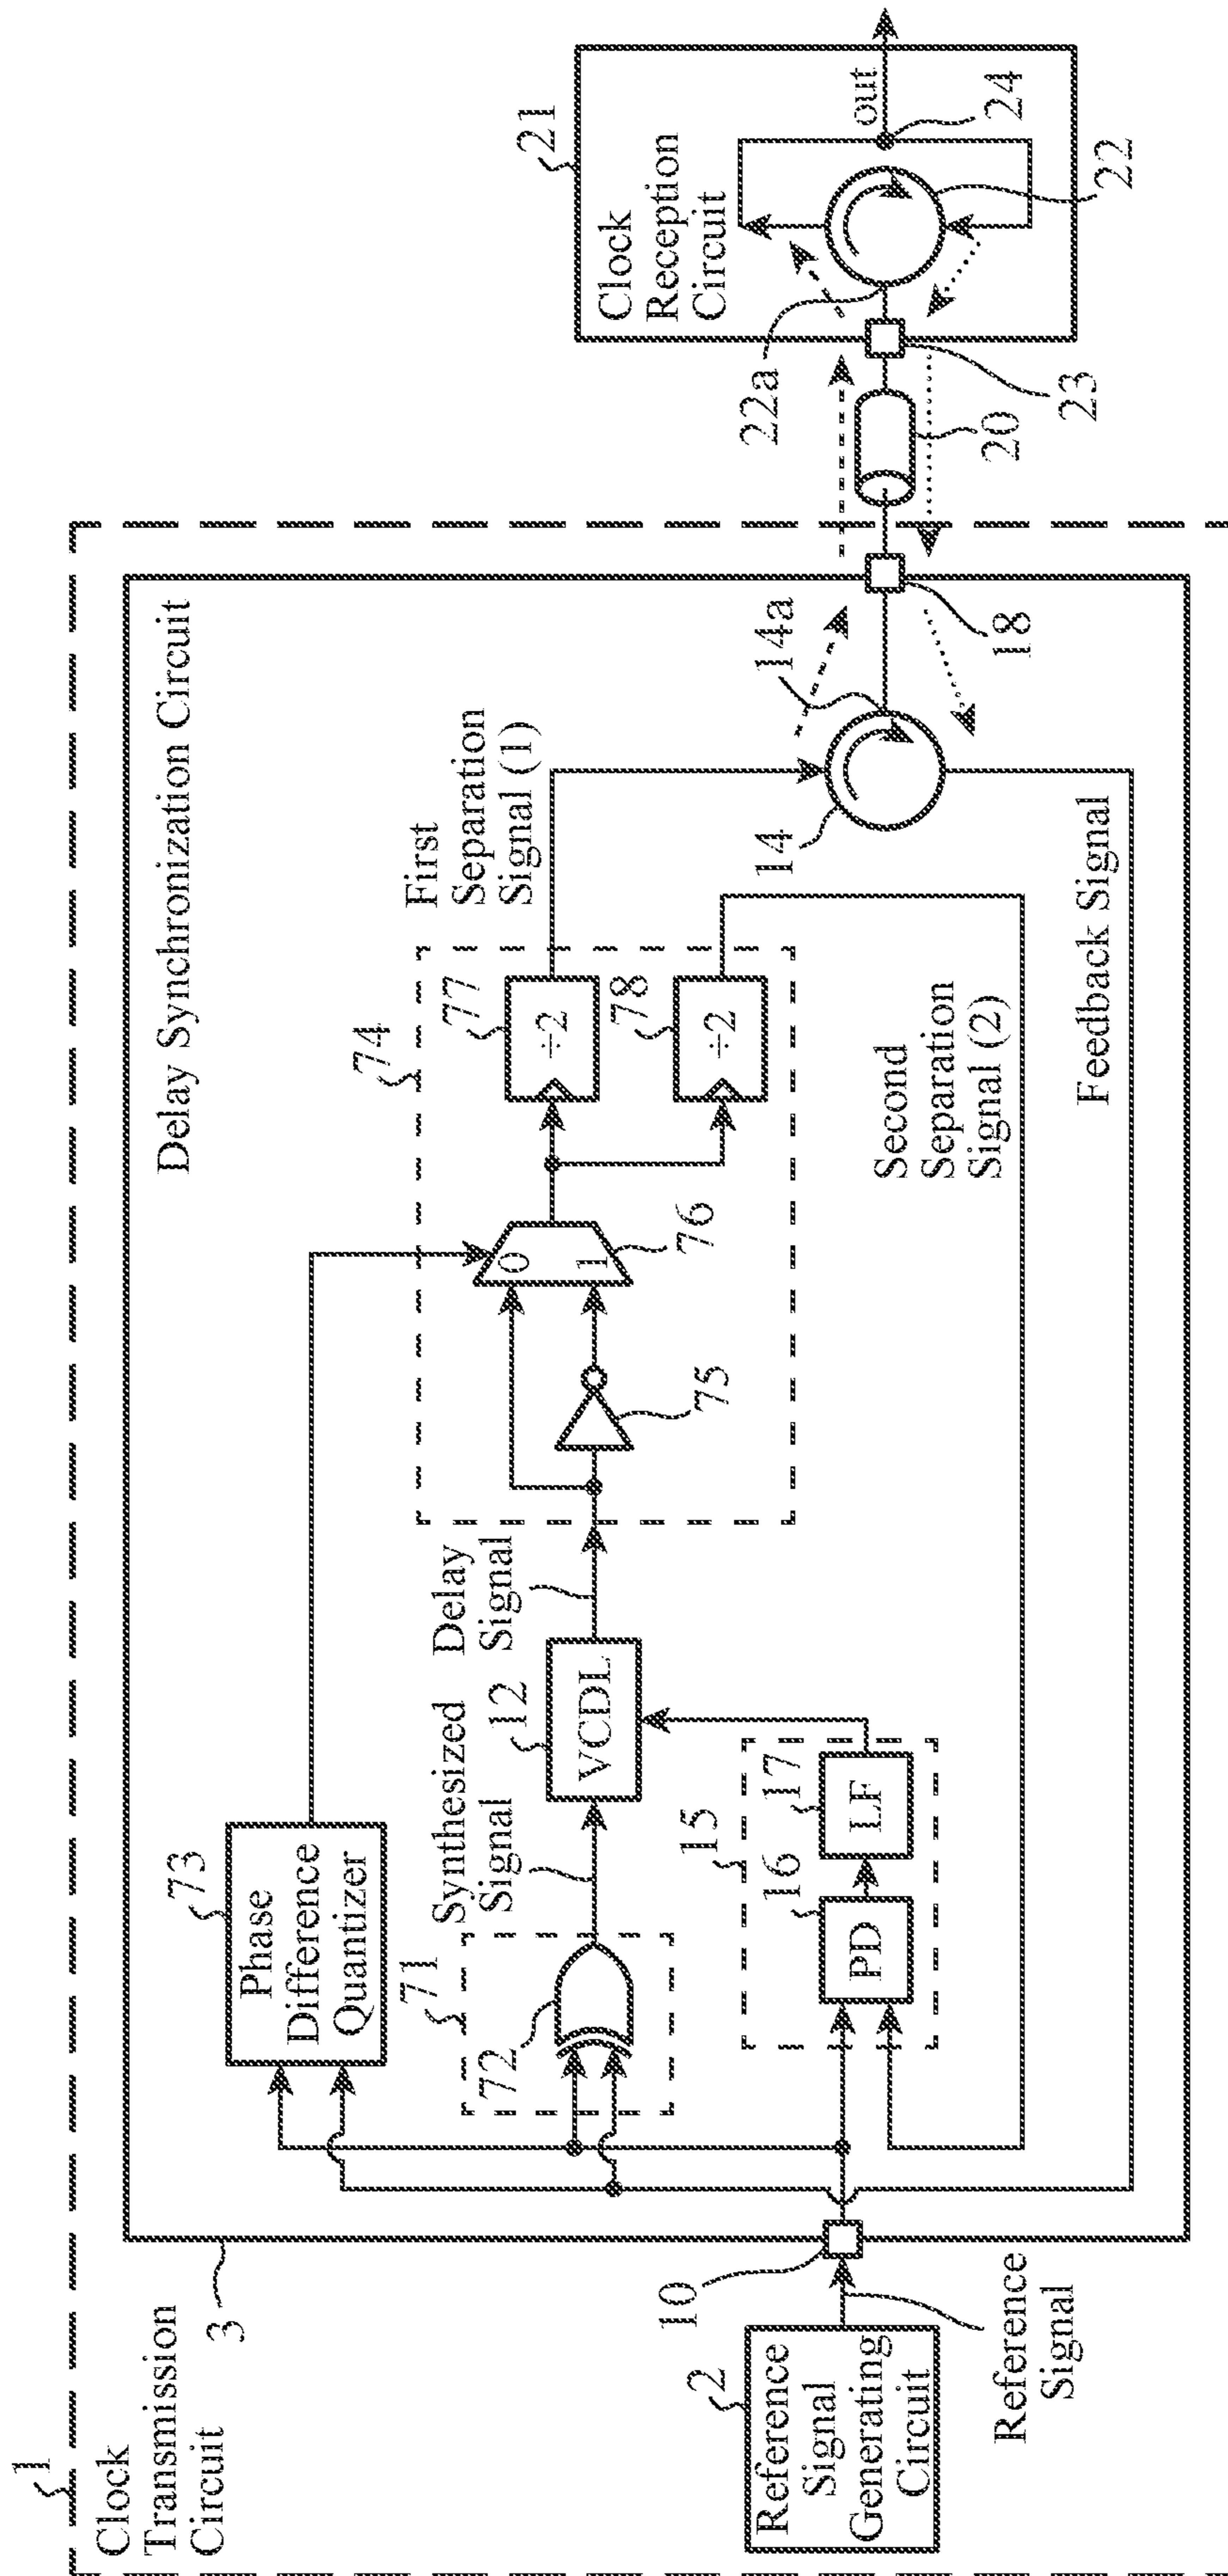 1
Clock
Transmission
Circuit
3
Delay Synchronization Circuit
73
Phase
Difference
Quantizer
71
72
Synthesized
Signal
12
VCDL
Delay
Signal
74
75
0
1
76
77
÷2
78
÷2
First
Separation
Signal (1)
Second
Separation
Signal (2)
Feedback Signal
15
16
PD
17
LF
14
14a
18
2
Reference
Signal
Generating
Circuit
10
Reference
Signal
20
21
Clock
Reception
Circuit
22a
23
22
24
out